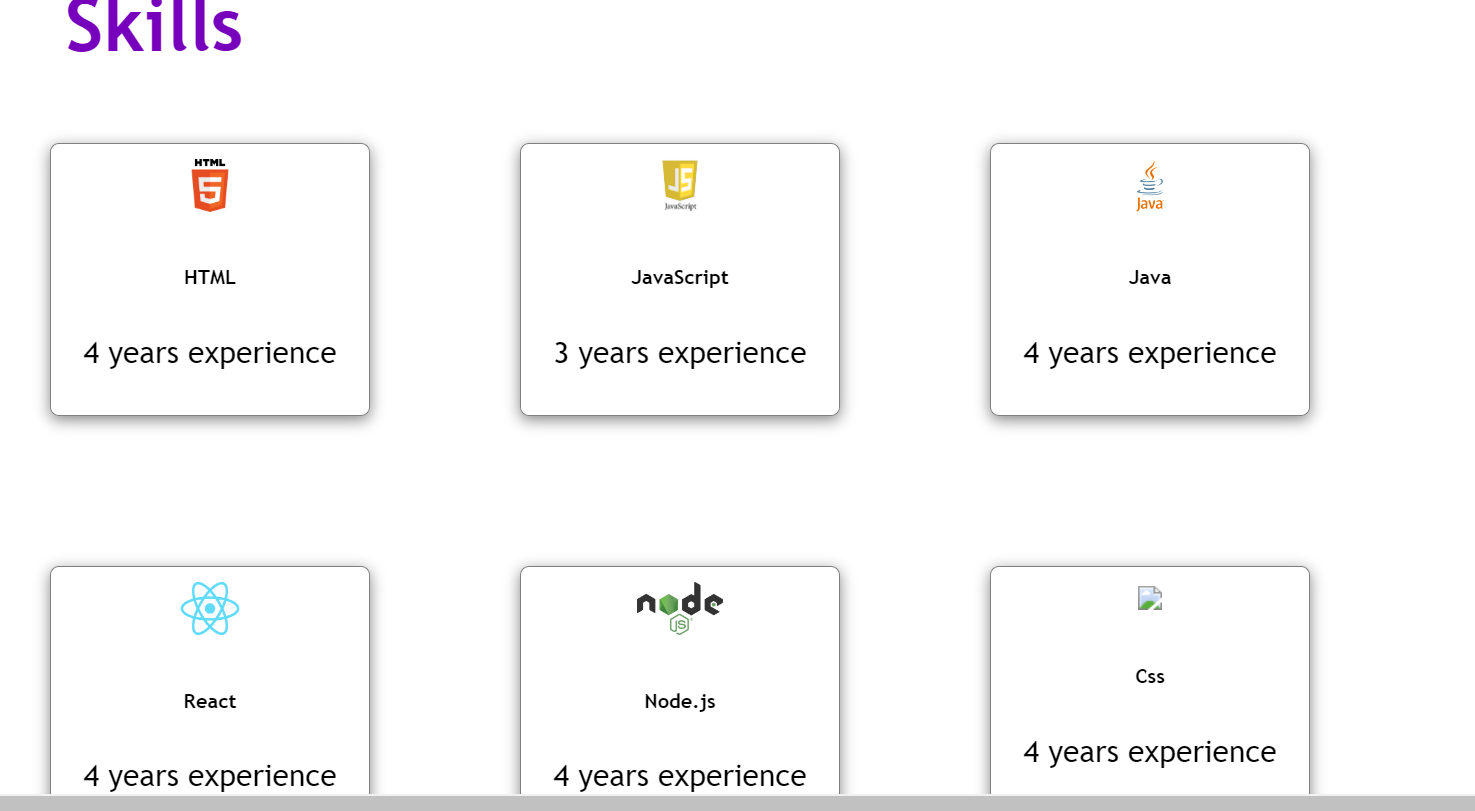 Skills
HTML
5
JS
JavaScript
Java
HTML
JavaScript
Java
4 years experience
3 years experience
4 years experience
node
JS
React
Node.js
Css
4 years experience
4 years experience
4 years experience